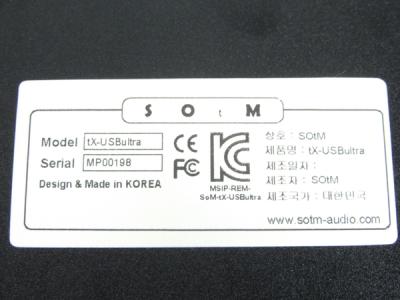 SOtM
Model tX-USBultra
Serial MP00198
Design & Made in KOREA
CE
FC
KC
MSIP-REM-
SoM-tX-USBultra
상호 : SOtM
제품명 : tX-USBultra
제조일자 :
제조자 : SOtM
제조국가 : 대한민국
www.sotm-audio.com